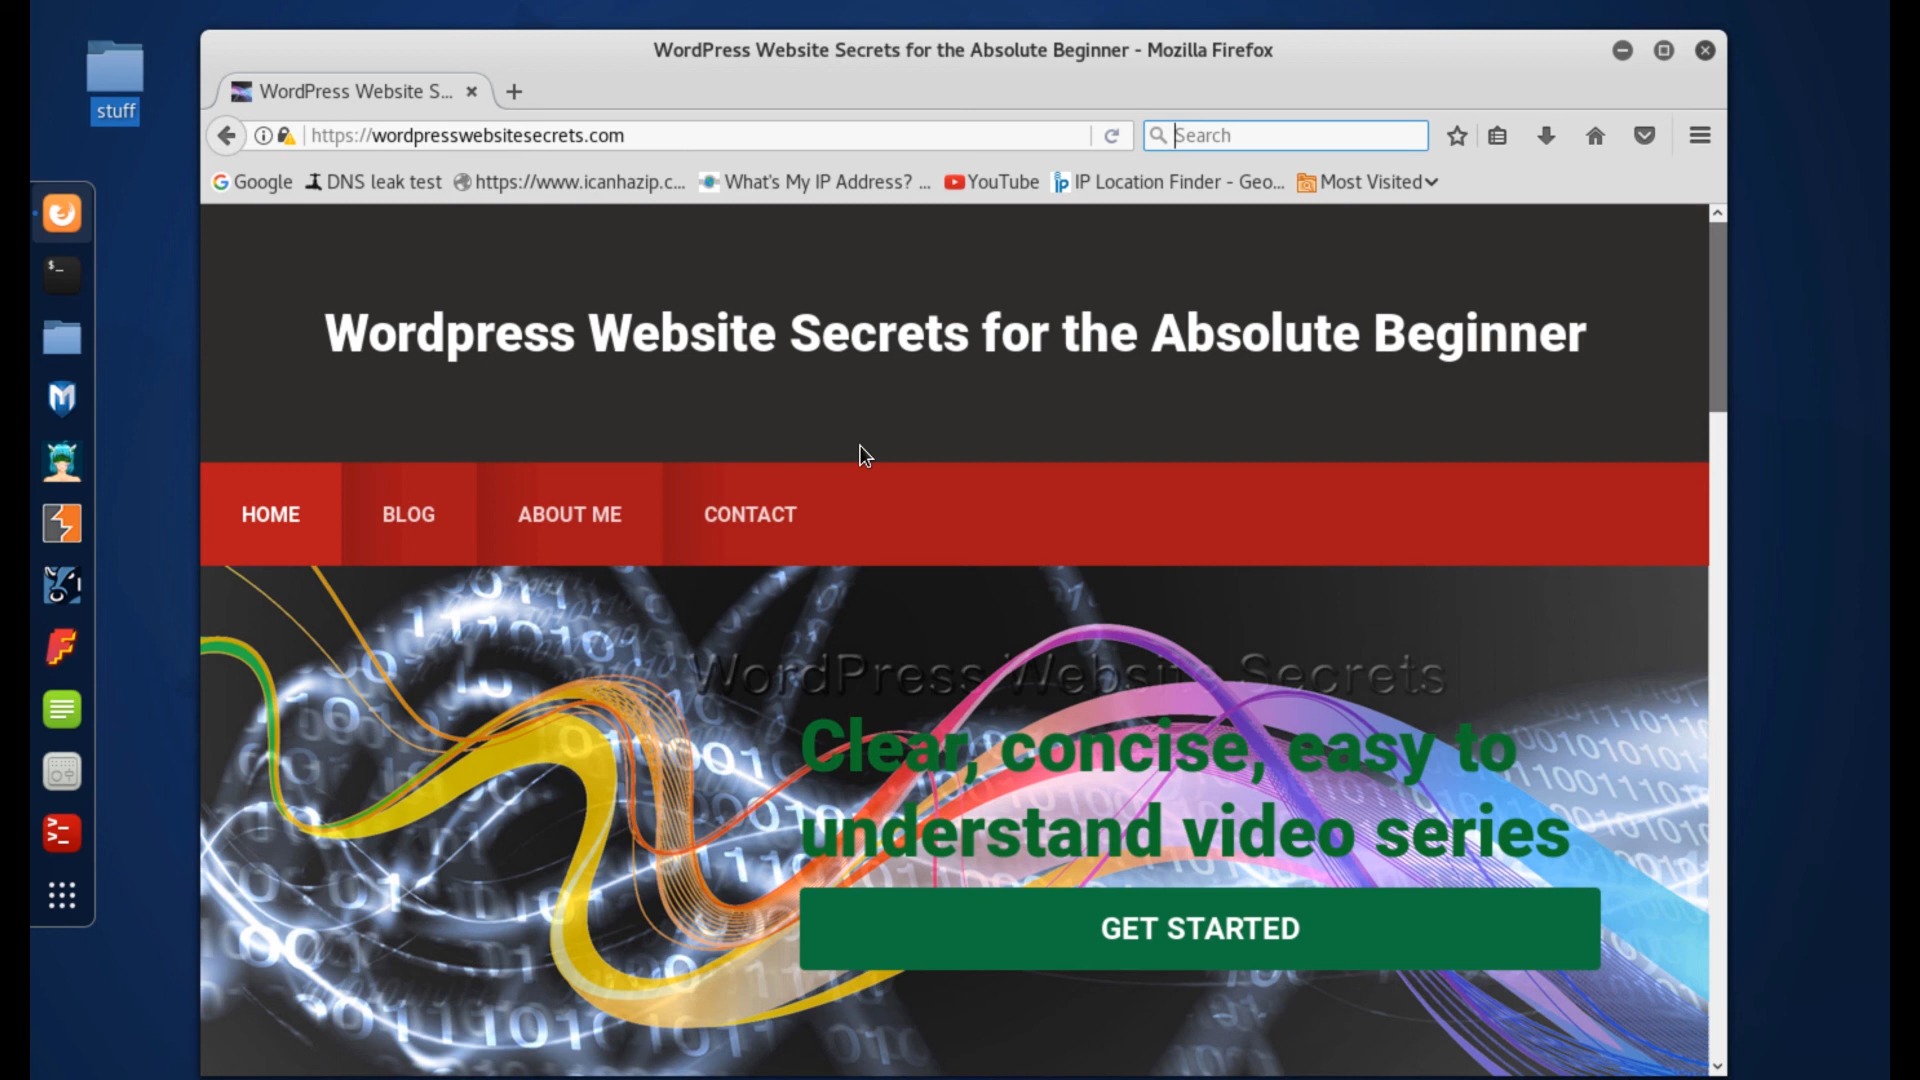 stuff
WordPress Website Secrets for the Absolute Beginner - Mozilla Firefox
WordPress Website S...
https://wordpresswebsitesecrets.com
Search
Google
DNS leak test
https://www.icanhazip.c...
What's My IP Address? ...
YouTube
IP Location Finder - Geo...
Most Visited
Wordpress Website Secrets for the Absolute Beginner
HOME
BLOG
ABOUT ME
CONTACT
WordPress Website Secrets
Clear, concise, easy to
understand video series
GET STARTED